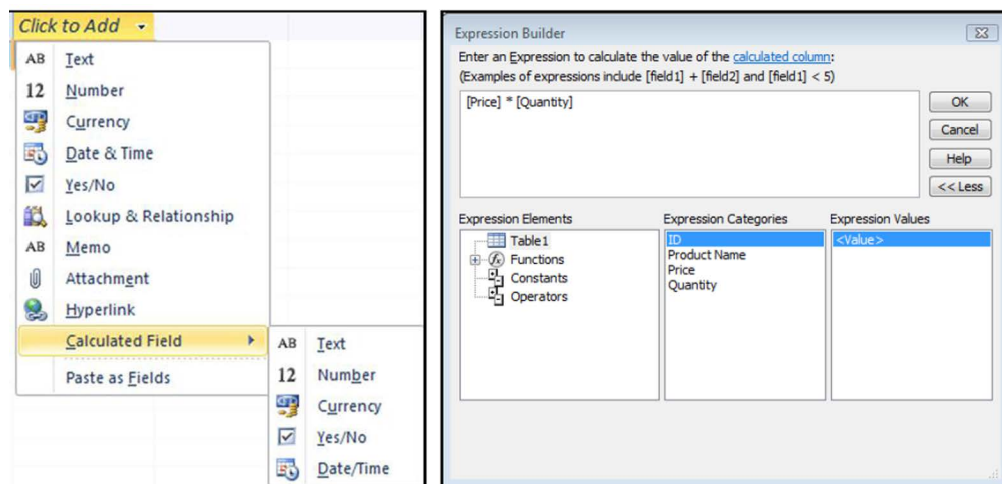 Click to Add
AB Text
12 Number
Currency
Date & Time
Yes/No
Lookup & Relationship
AB Memo
Attachment
Hyperlink
Calculated Field
Paste as Fields
AB Text
12 Number
Currency
Yes/No
Date/Time
Expression Builder
Enter an Expression to calculate the value of the calculated column:
(Examples of expressions include [field1] + [field2] and [field1] < 5)
[Price] * [Quantity]
OK
Cancel
Help
<< Less
Expression Elements
Table1
Functions
Constants
Operators
Expression Categories
ID
Product Name
Price
Quantity
Expression Values
<Value>